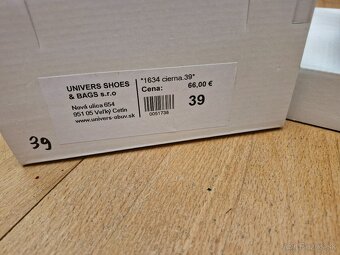 UNIVERS SHOES
& BAGS s.r.o
Nová ulica 654
951 05 Veľký Cetín
www.univers-obuv.sk
"1634 cierna.39"
Cena: 66,00 €
39
0051738
39